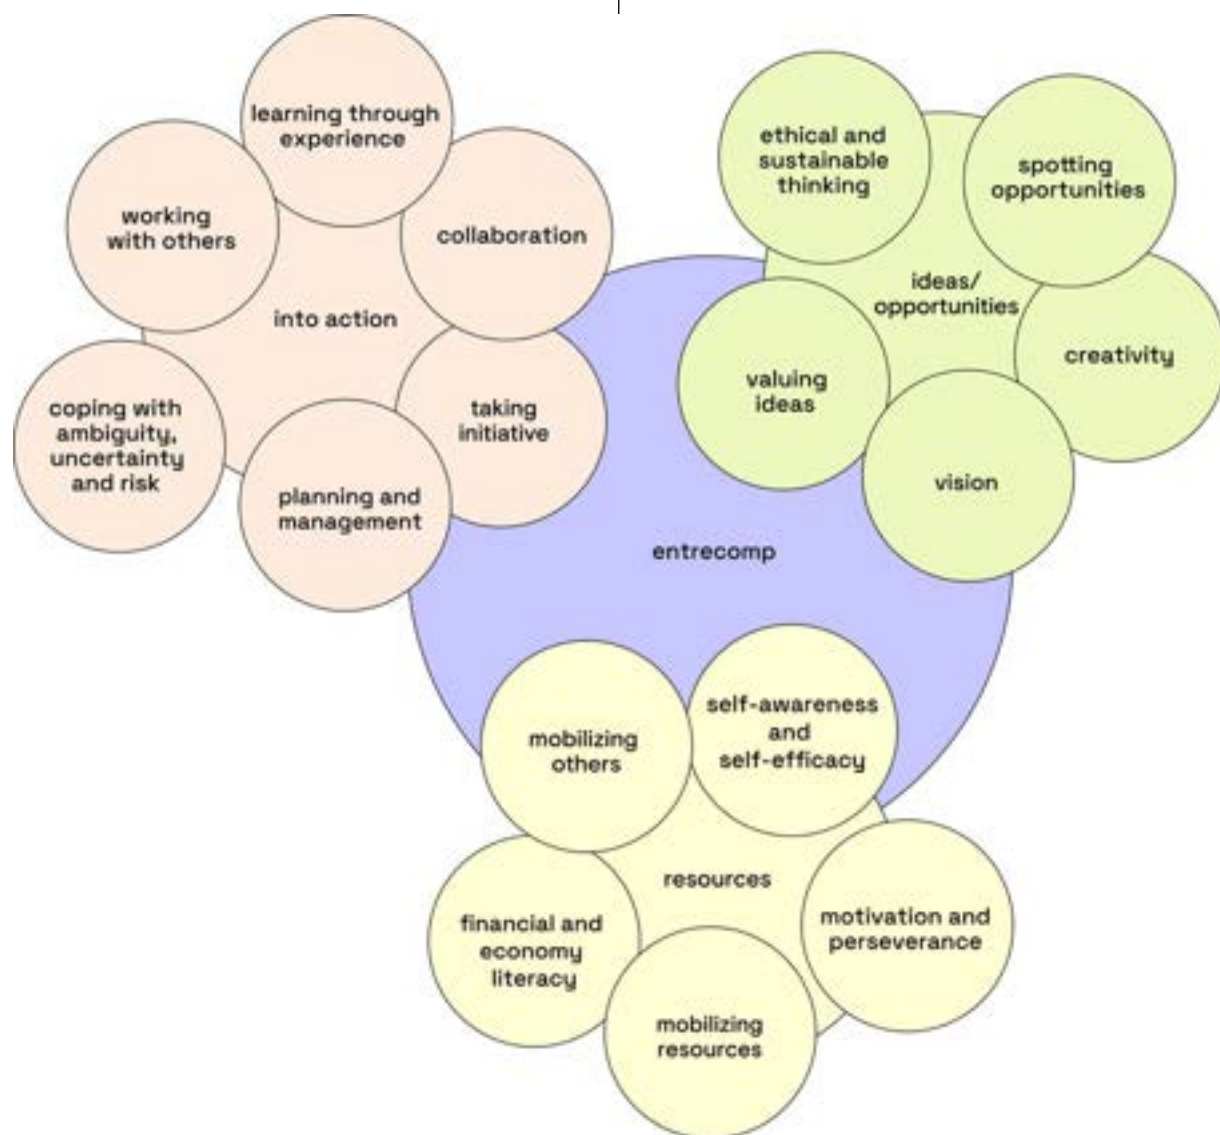 learning through
experience
working
with others
collaboration
into action
coping with
ambiguity,
uncertainty
and risk
taking
initiative
planning and
management
ethical and
sustainable
thinking
spotting
opportunities
ideas/
opportunities
valuing
ideas
creativity
vision
entrecomp
mobilizing
others
self-awareness
and
self-efficacy
resources
financial and
economy
literacy
motivation and
perseverance
mobilizing
resources